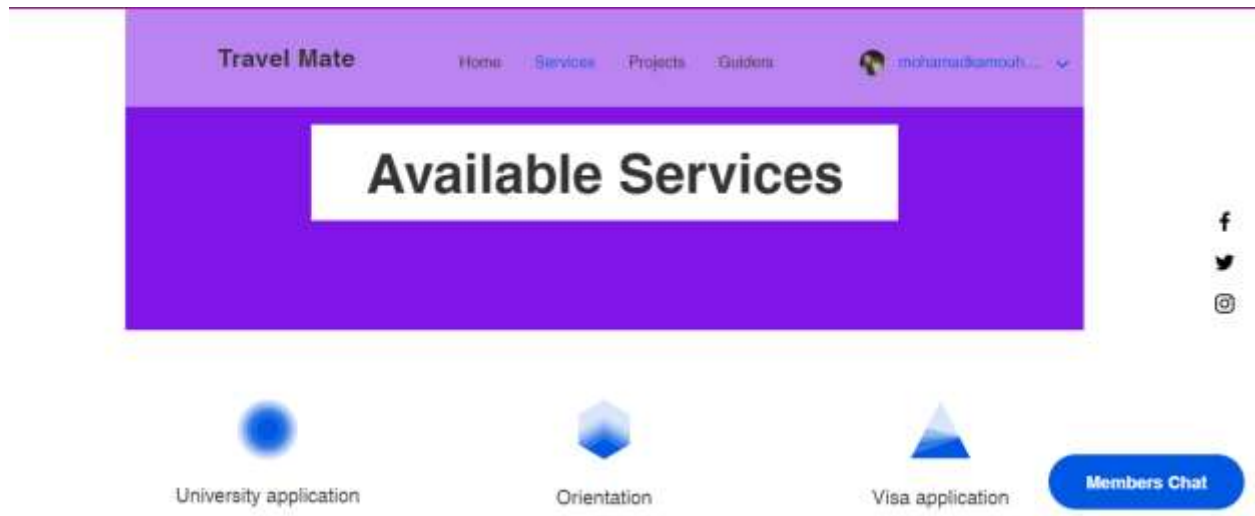 Travel Mate
Home Services Projects Guiders
Available Services
University application
Orientation
Visa application
Members Chat